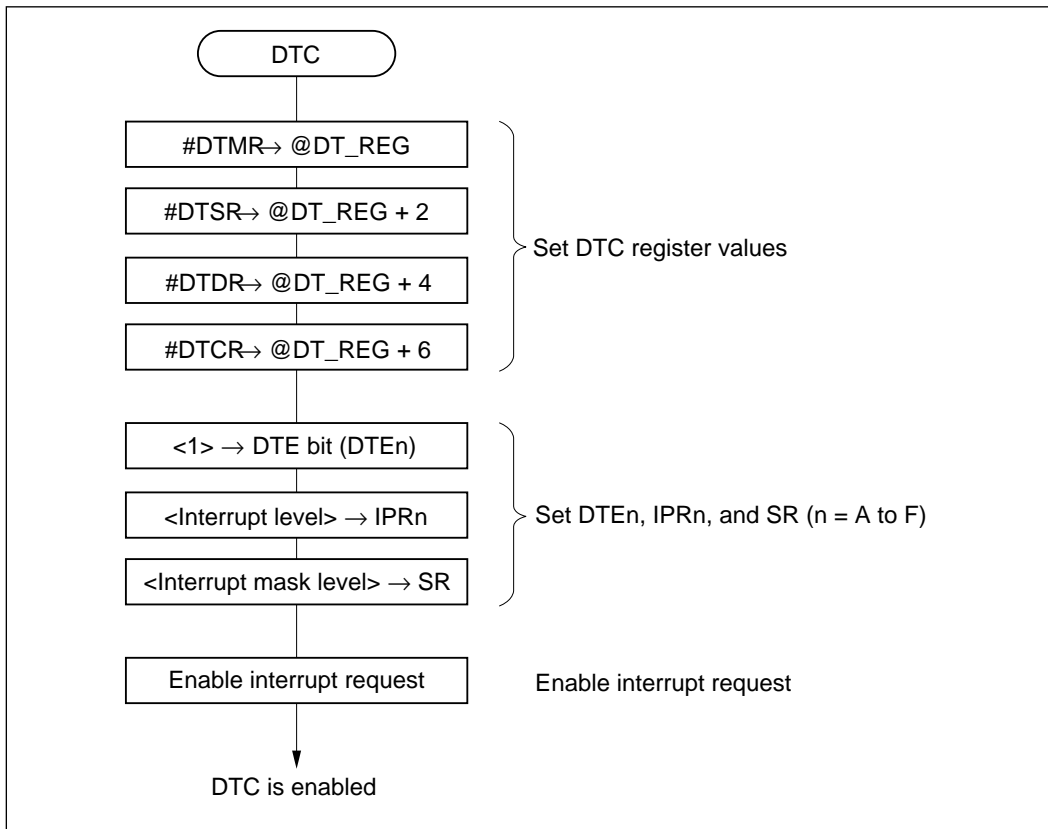 DTC
#DTMR→ @DT_REG
#DTSR→ @DT_REG + 2
#DTDR→ @DT_REG + 4
#DTCR→ @DT_REG + 6
Set DTC register values
<1> → DTE bit (DTEn)
<Interrupt level> → IPRn
<Interrupt mask level> → SR
Set DTEn, IPRn, and SR (n = A to F)
Enable interrupt request
Enable interrupt request
DTC is enabled